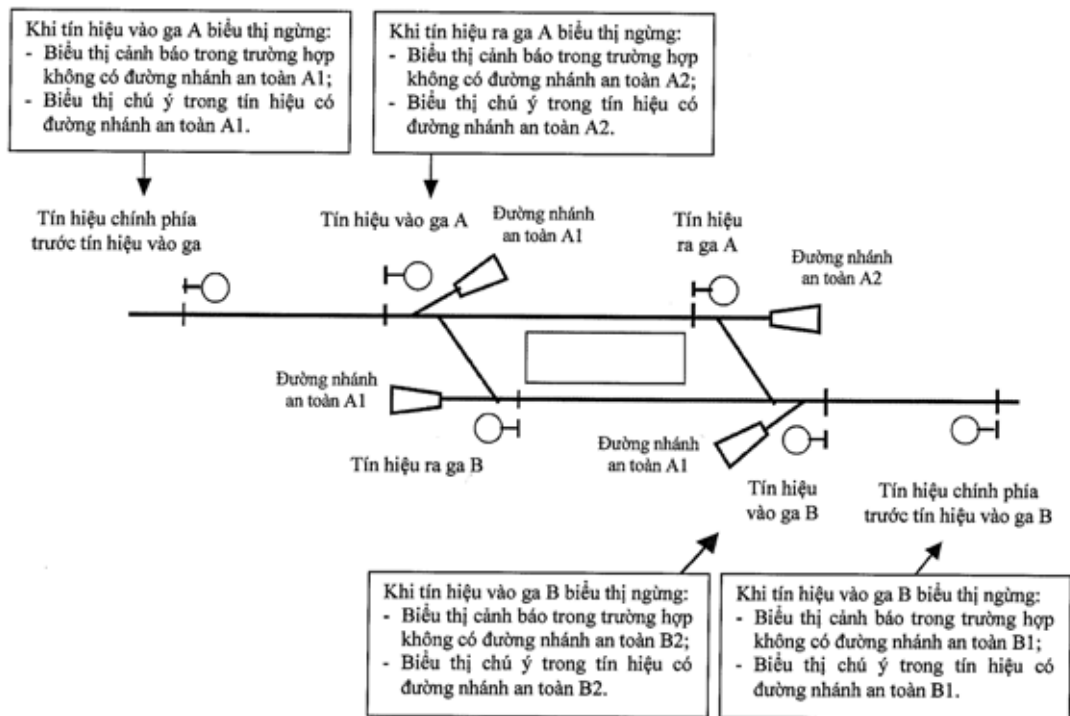 Khi tín hiệu vào ga A biểu thị ngừng:
- Biểu thị cảnh báo trong trường hợp
không có đường nhánh an toàn A1;
- Biểu thị chú ý trong tín hiệu có
đường nhánh an toàn A1.
Khi tín hiệu ra ga A biểu thị ngừng:
- Biểu thị cảnh báo trong trường hợp
không có đường nhánh an toàn A2;
- Biểu thị chú ý trong tín hiệu có
đường nhánh an toàn A2.
Tín hiệu chính phía
trước tín hiệu vào ga
Tín hiệu vào ga A
Đường nhánh
an toàn A1
Tín hiệu
ra ga A
Đường nhánh
an toàn A2
Đường nhánh
an toàn A1
Tín hiệu ra ga B
Đường nhánh
an toàn A1
Tín hiệu
vào ga B
Tín hiệu chính phía
trước tín hiệu vào ga B
Khi tín hiệu vào ga B biểu thị ngừng:
- Biểu thị cảnh báo trong trường hợp
không có đường nhánh an toàn B2;
- Biểu thị chú ý trong tín hiệu có
đường nhánh an toàn B2.
Khi tín hiệu vào ga B biểu thị ngừng:
- Biểu thị cảnh báo trong trường hợp
không có đường nhánh an toàn B1;
- Biểu thị chú ý trong tín hiệu có
đường nhánh an toàn B1.